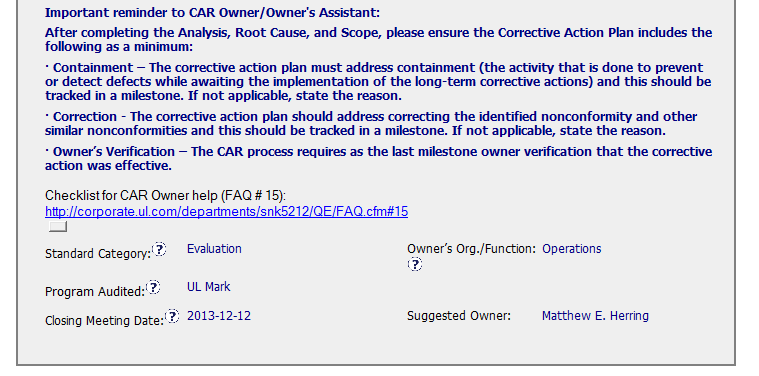 Important reminder to CAR Owner/Owner's Assistant:
After completing the Analysis, Root Cause, and Scope, please ensure the Corrective Action Plan includes the
following as a minimum:
· Containment – The corrective action plan must address containment (the activity that is done to prevent
or detect defects while awaiting the implementation of the long-term corrective actions) and this should be
tracked in a milestone. If not applicable, state the reason.
· Correction - The corrective action plan should address correcting the identified nonconformity and other
similar nonconformities and this should be tracked in a milestone. If not applicable, state the reason.
· Owner’s Verification – The CAR process requires as the last milestone owner verification that the corrective
action was effective.
Checklist for CAR Owner help (FAQ # 15):
http://corporate.ul.com/departments/snk5212/QE/FAQ.cfm#15
Standard Category: ? Evaluation Owner’s Org./Function: Operations
?
Program Audited: ? UL Mark
Closing Meeting Date: ? 2013-12-12 Suggested Owner: Matthew E. Herring